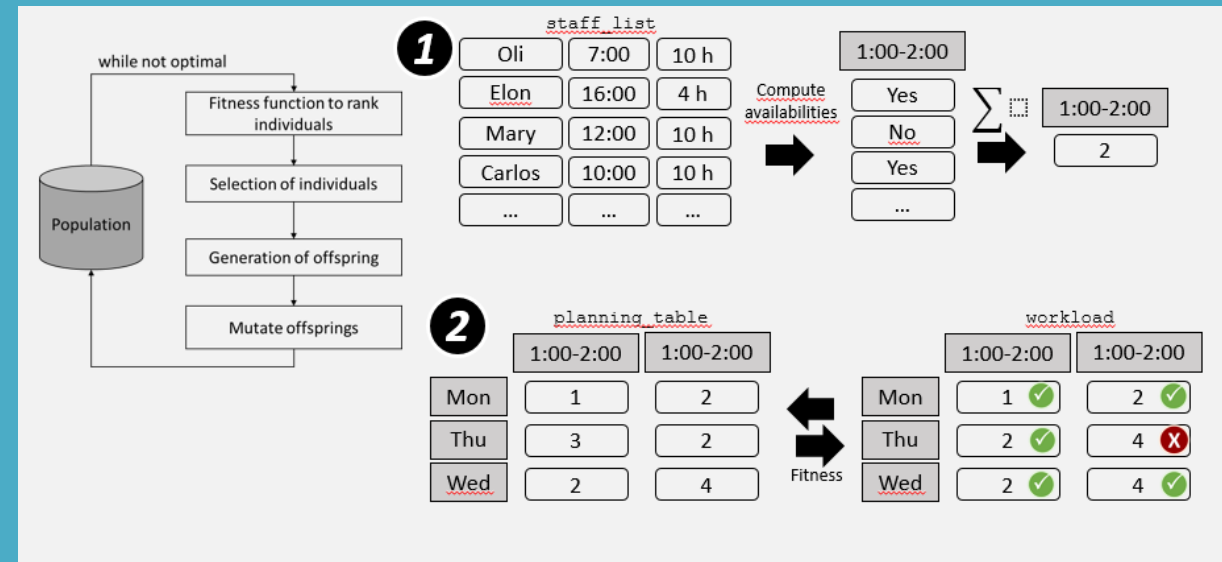 while not optimal
Fitness function to rank
individuals
Selection of individuals
Generation of offspring
Mutate offsprings
Population
1
staff_list
Oli 7:00 10 h
Elon 16:00 4 h
Mary 12:00 10 h
Carlos 10:00 10 h
... ... ...
Compute
availabilities
1:00-2:00
Yes
No
Yes
...
∑
1:00-2:00
2
2
planning_table
1:00-2:00 1:00-2:00
Mon 1 2
Thu 3 2
Wed 2 4
Fitness
workload
1:00-2:00 1:00-2:00
Mon 1 ✓ 2 ✓
Thu 2 ✓ 4 X
Wed 2 ✓ 4 ✓